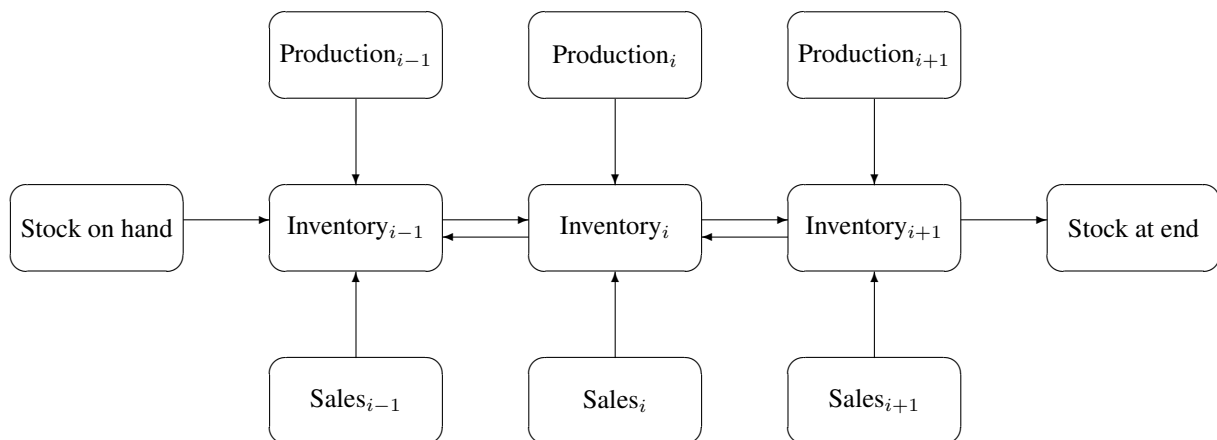 Production_{i−1}
Production_i
Production_{i+1}
Stock on hand
Inventory_{i−1}
Inventory_i
Inventory_{i+1}
Stock at end
Sales_{i−1}
Sales_i
Sales_{i+1}